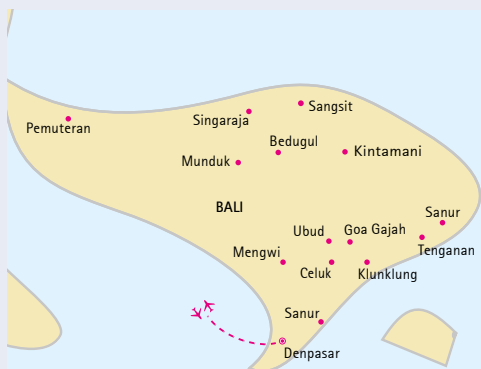 Sangsit
Singaraja
Pemuteran
Bedugul
Kintamani
Munduk
BALI
Sanur
Ubud
Goa Gajah
Tenganan
Mengwi
Celuk
Klunklung
Sanur
Denpasar